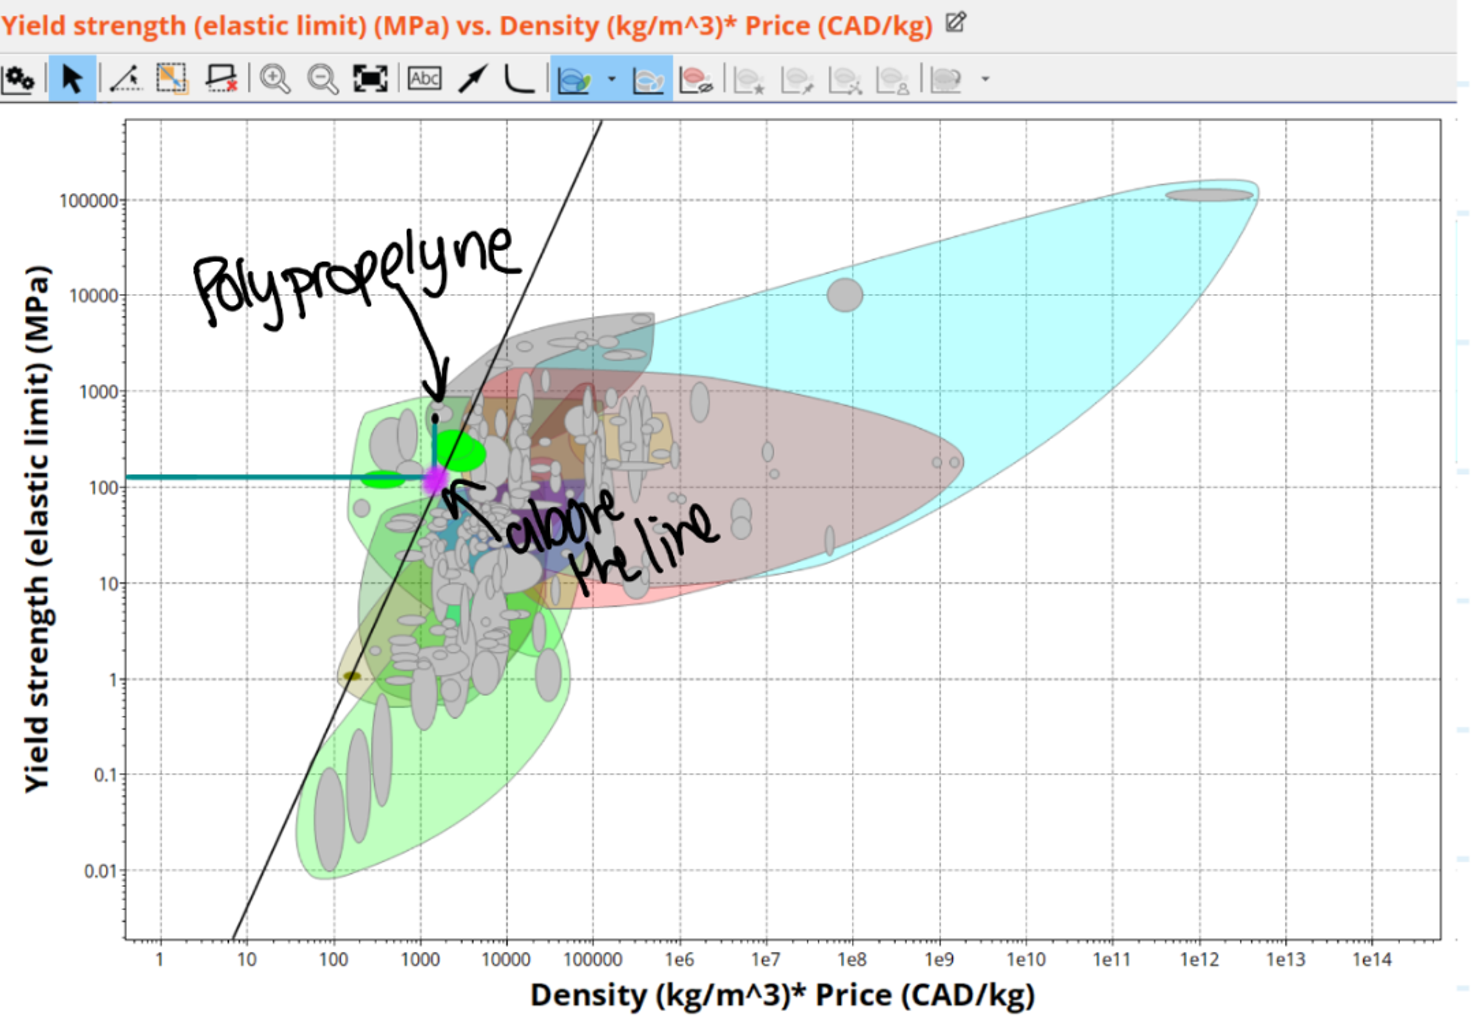 Yield strength (elastic limit) (MPa) vs. Density (kg/m^3)* Price (CAD/kg)
Abc
Polypropelyne
above
the line
Yield strength (elastic limit) (MPa)
100000
10000
1000
100
10
1
0.1
0.01
1 10 100 1000 10000 100000 1e6 1e7 1e8 1e9 1e10 1e11 1e12 1e13 1e14
Density (kg/m^3)* Price (CAD/kg)